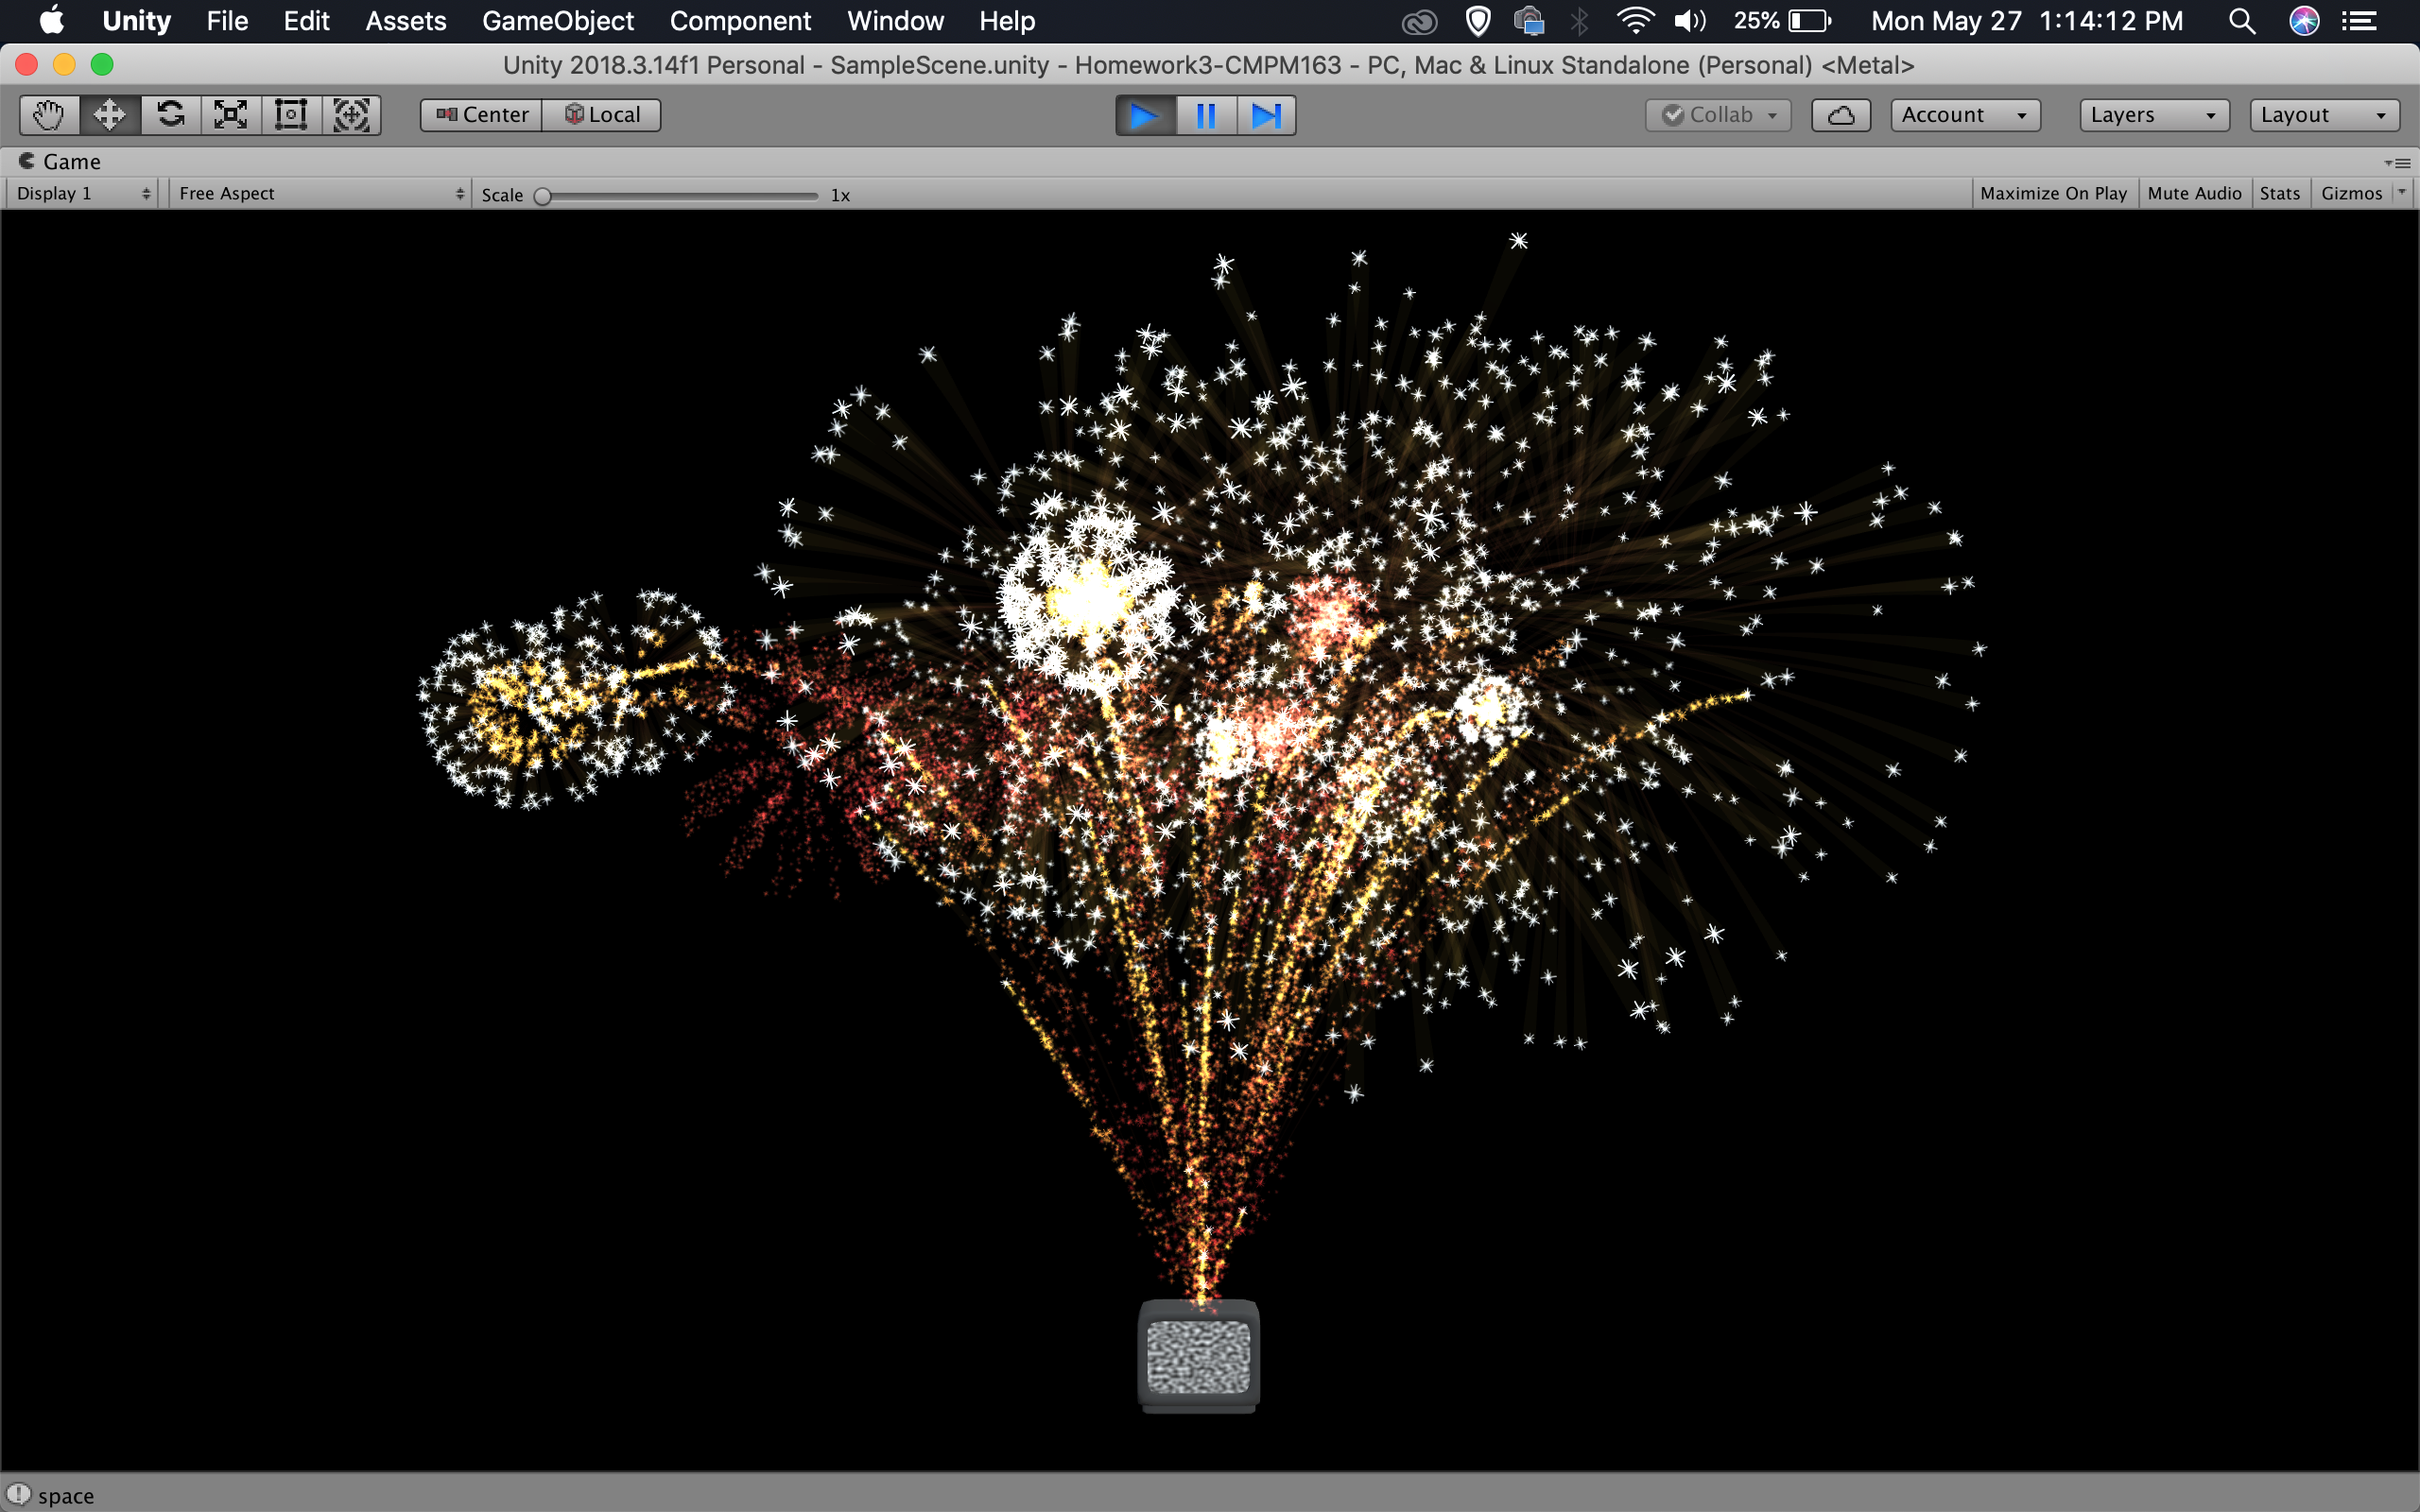 Unity File Edit Assets GameObject Component Window Help 25% Mon May 27 1:14:12 PM
Unity 2018.3.14f1 Personal - SampleScene.unity - Homework3-CMPM163 - PC, Mac & Linux Standalone (Personal) <Metal>
Center Local Collab Account Layers Layout
Game
Display 1 Free Aspect Scale 1x Maximize On Play Mute Audio Stats Gizmos
space